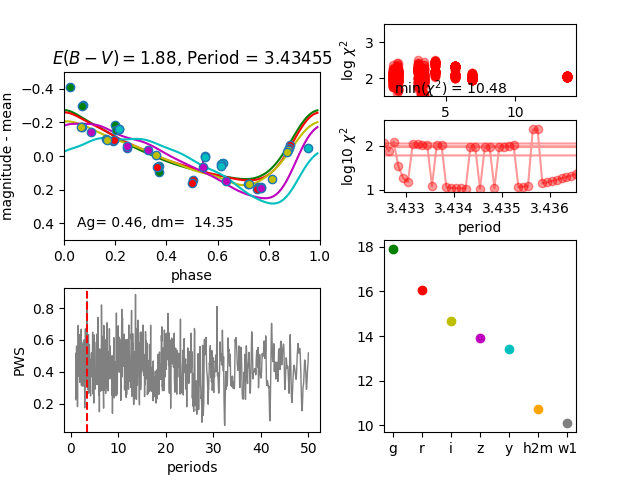 E(B − V) = 1.88, Period = 3.43455
magnitude - mean
−0.4
−0.2
0.0
0.2
0.4
Ag= 0.46, dm= 14.35
0.0 0.2 0.4 0.6 0.8 1.0
phase
log χ²
3
2
min(χ²) = 10.48
5 10
log10 χ²
2
1
3.433 3.434 3.435 3.436
period
PWS
0.8
0.6
0.4
0.2
0 10 20 30 40 50
periods
18
16
14
12
10
g r i z y h2m w1